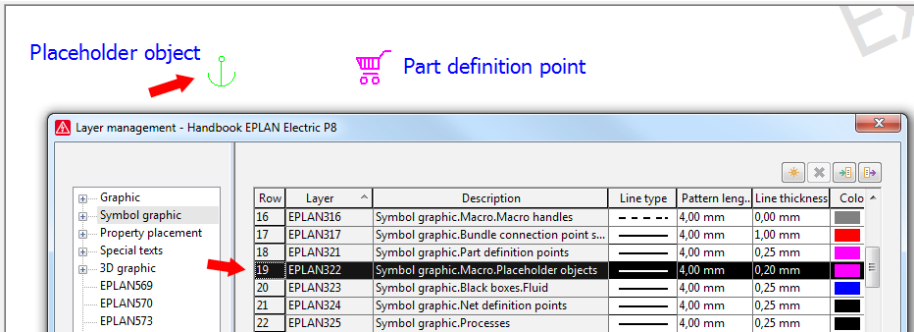 Placeholder object
Part definition point
Layer management - Handbook EPLAN Electric P8
Graphic
Symbol graphic
Property placement
Special texts
3D graphic
EPLAN569
EPLAN570
EPLAN573
Row Layer Description Line type Pattern leng... Line thickness Colo
16 EPLAN316 Symbol graphic.Macro.Macro handles 4,00 mm 0,00 mm
17 EPLAN317 Symbol graphic.Bundle connection point s... 4,00 mm 1,00 mm
18 EPLAN321 Symbol graphic.Part definition points 4,00 mm 0,25 mm
19 EPLAN322 Symbol graphic.Macro.Placeholder objects 4,00 mm 0,20 mm
20 EPLAN323 Symbol graphic.Black boxes.Fluid 4,00 mm 0,25 mm
21 EPLAN324 Symbol graphic.Net definition points 4,00 mm 0,25 mm
22 EPLAN325 Symbol graphic.Processes 4,00 mm 0,25 mm